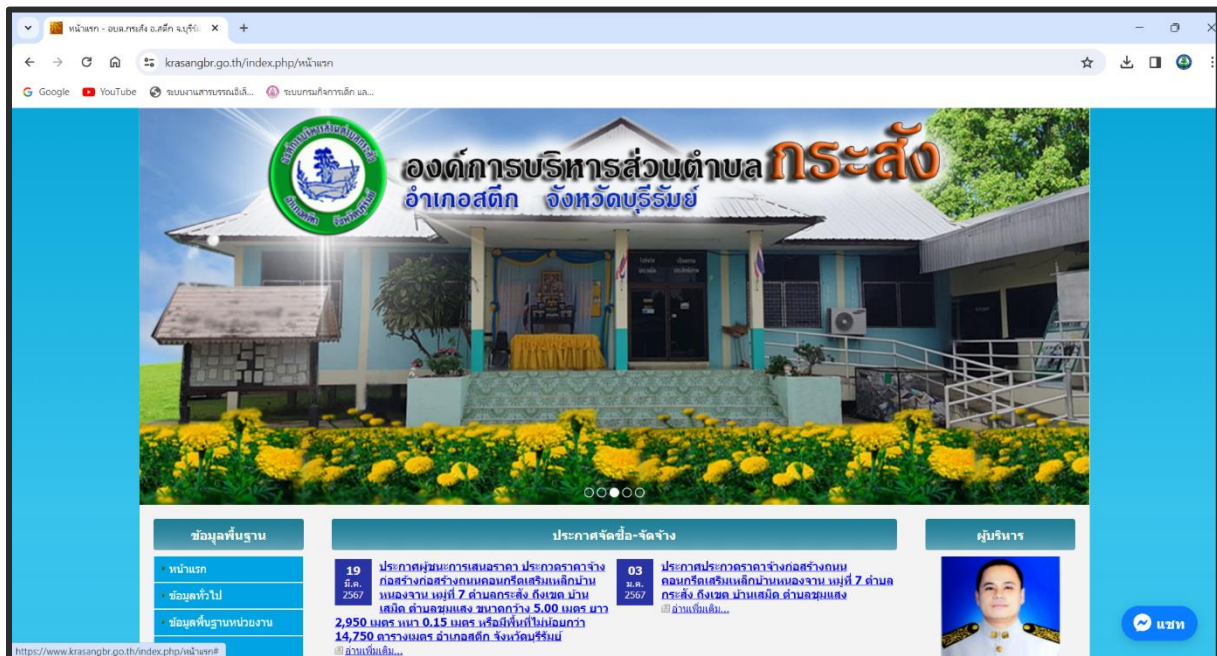 หน้าแรก - อบต.กระสัง อ.สตึก จ.บุรีรัม
krasangbr.go.th/index.php/หน้าแรก
Google YouTube ระบบงานสารบรรณอิเล็... ระบบกรมกิจการเด็ก แล...
องค์การบริหารส่วนตำบลกระสัง
อำเภอสตึก จังหวัดบุรีรัมย์
ข้อมูลพื้นฐาน
หน้าแรก
ข้อมูลทั่วไป
ข้อมูลพื้นฐานหน่วยงาน
ประกาศจัดซื้อ-จัดจ้าง
19
มี.ค.
2567
ประกาศผู้ชนะการเสนอราคา ประกวดราคาจ้าง
ก่อสร้างก่อสร้างถนนคอนกรีตเสริมเหล็กบ้าน
หนองจาน หมู่ที่ 7 ตำบลกระสัง ถึงเขต บ้าน
เสม็ด ตำบลชุมแสง ขนาดกว้าง 5.00 เมตร ยาว
2,950 เมตร หนา 0.15 เมตร หรือมีพื้นที่ไม่น้อยกว่า
14,750 ตารางเมตร อำเภอสตึก จังหวัดบุรีรัมย์
อ่านเพิ่มเติม...
03
ม.ค.
2567
ประกาศประกวดราคาจ้างก่อสร้างถนน
คอนกรีตเสริมเหล็กบ้านหนองจาน หมู่ที่ 7 ตำบล
กระสัง ถึงเขต บ้านเสม็ด ตำบลชุมแสง
อ่านเพิ่มเติม...
ผู้บริหาร
แชท
https://www.krasangbr.go.th/index.php/หน้าแรก#